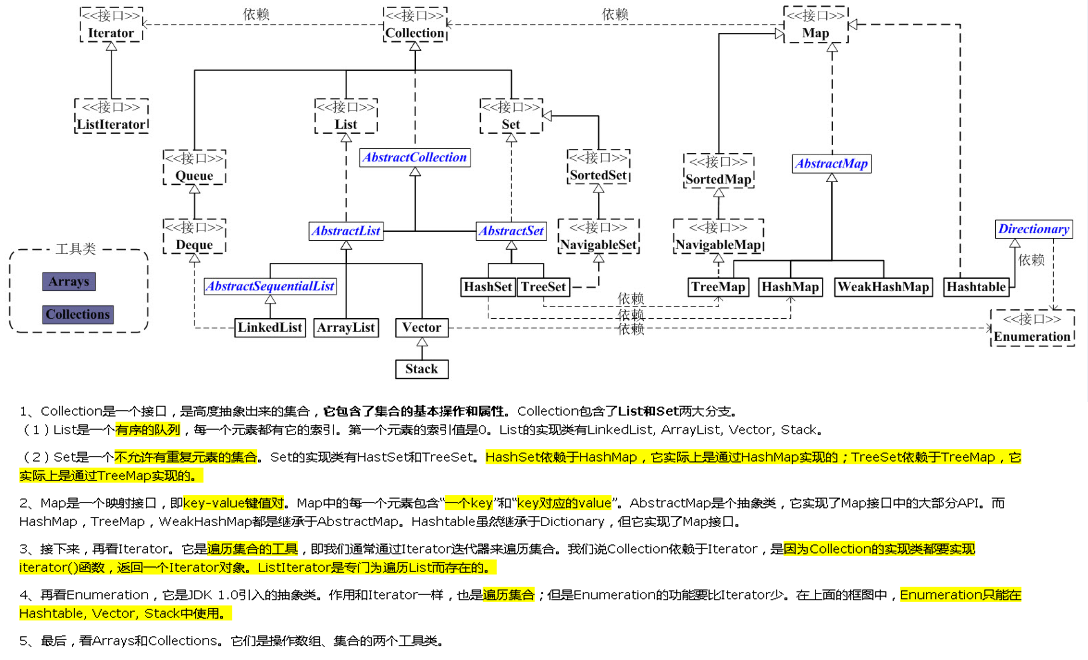 依赖 依赖
<<接口>> <<接口>> <<接口>>
Iterator Collection Map
<<接口>> <<接口>> <<接口>>
ListIterator List Set
<<接口>> AbstractCollection <<接口>> <<接口>> AbstractMap
Queue SortedSet SortedMap
<<接口>> AbstractList AbstractSet <<接口>> <<接口>> Directionary
Deque NavigableSet NavigableMap
工具类 依赖
Arrays AbstractSequentialList HashSet TreeSet TreeMap HashMap WeakHashMap Hashtable
依赖
Collections 依赖 <<接口>>
LinkedList ArrayList Vector 依赖 Enumeration
Stack
1、Collection是一个接口，是高度抽象出来的集合，它包含了集合的基本操作和属性。Collection包含了List和Set两大分支。
（1）List是一个有序的队列，每一个元素都有它的索引。第一个元素的索引值是0。List的实现类有LinkedList, ArrayList, Vector, Stack。
（2）Set是一个不允许有重复元素的集合。Set的实现类有HastSet和TreeSet。HashSet依赖于HashMap，它实际上是通过HashMap实现的；TreeSet依赖于TreeMap，它
实际上是通过TreeMap实现的。
2、Map是一个映射接口，即key-value键值对。Map中的每一个元素包含“一个key”和“key对应的value”。AbstractMap是个抽象类，它实现了Map接口中的大部分API。而
HashMap，TreeMap，WeakHashMap都是继承于AbstractMap。Hashtable虽然继承于Dictionary，但它实现了Map接口。
3、接下来，再看Iterator。它是遍历集合的工具，即我们通常通过Iterator迭代器来遍历集合。我们说Collection依赖于Iterator，是因为Collection的实现类都要实现
iterator()函数，返回一个Iterator对象。ListIterator是专门为遍历List而存在的。
4、再看Enumeration，它是JDK 1.0引入的抽象类。作用和Iterator一样，也是遍历集合；但是Enumeration的功能要比Iterator少。在上面的框图中，Enumeration只能在
Hashtable, Vector, Stack中使用。
5、最后，看Arrays和Collections。它们是操作数组、集合的两个工具类。